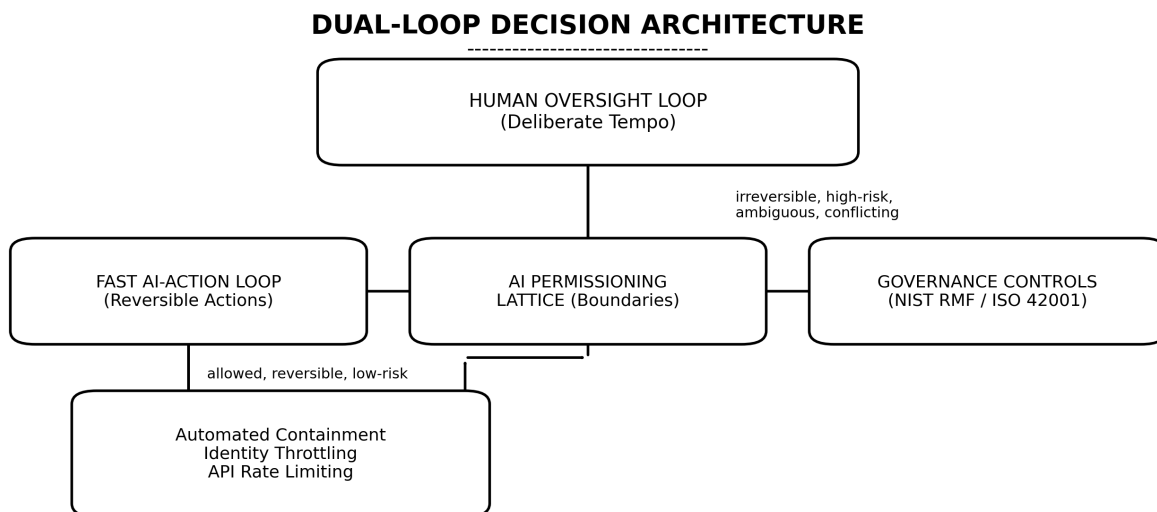 DUAL-LOOP DECISION ARCHITECTURE
--------------------------------
HUMAN OVERSIGHT LOOP
(Deliberate Tempo)
irreversible, high-risk,
ambiguous, conflicting
FAST AI-ACTION LOOP
(Reversible Actions)
AI PERMISSIONING
LATTICE (Boundaries)
GOVERNANCE CONTROLS
(NIST RMF / ISO 42001)
allowed, reversible, low-risk
Automated Containment
Identity Throttling
API Rate Limiting